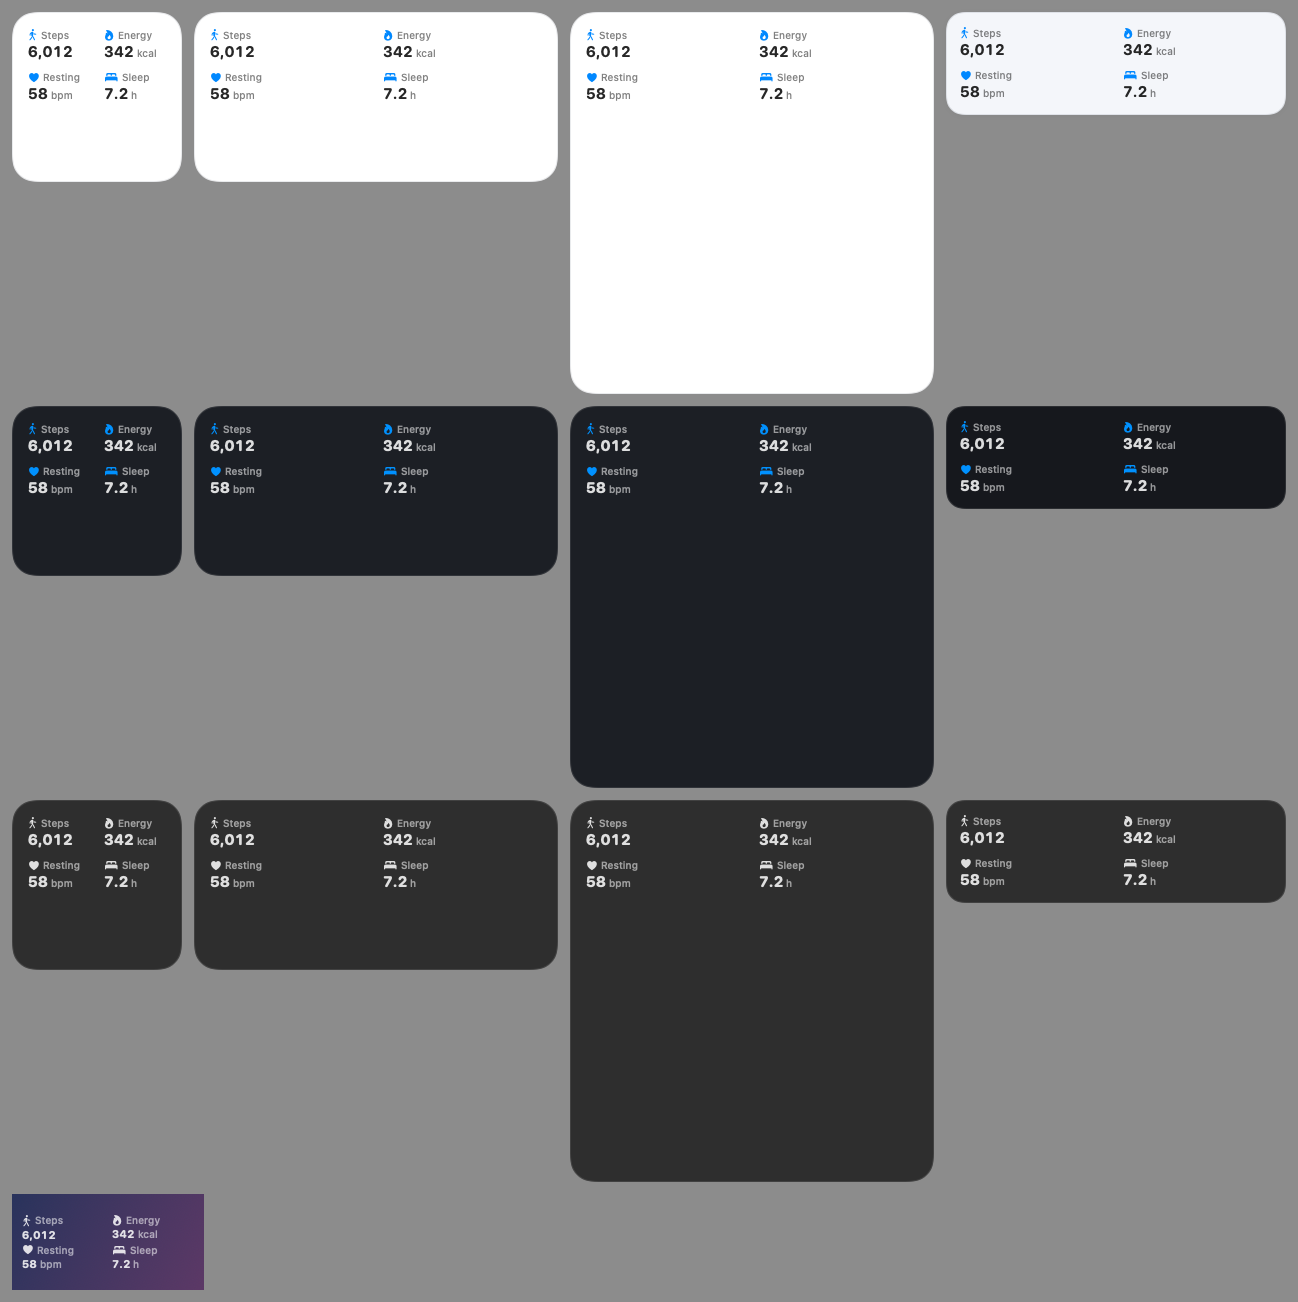 Steps Energy
6,012 342 kcal
Resting Sleep
58 bpm 7.2 h
Steps Energy
6,012 342 kcal
Resting Sleep
58 bpm 7.2 h
Steps Energy
6,012 342 kcal
Resting Sleep
58 bpm 7.2 h
Steps Energy
6,012 342 kcal
Resting Sleep
58 bpm 7.2 h
Steps Energy
6,012 342 kcal
Resting Sleep
58 bpm 7.2 h
Steps Energy
6,012 342 kcal
Resting Sleep
58 bpm 7.2 h
Steps Energy
6,012 342 kcal
Resting Sleep
58 bpm 7.2 h
Steps Energy
6,012 342 kcal
Resting Sleep
58 bpm 7.2 h
Steps Energy
6,012 342 kcal
Resting Sleep
58 bpm 7.2 h
Steps Energy
6,012 342 kcal
Resting Sleep
58 bpm 7.2 h
Steps Energy
6,012 342 kcal
Resting Sleep
58 bpm 7.2 h
Steps Energy
6,012 342 kcal
Resting Sleep
58 bpm 7.2 h
Steps Energy
6,012 342 kcal
Resting Sleep
58 bpm 7.2 h